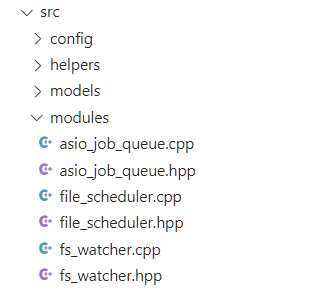 src
config
helpers
models
modules
asio_job_queue.cpp
asio_job_queue.hpp
file_scheduler.cpp
file_scheduler.hpp
fs_watcher.cpp
fs_watcher.hpp